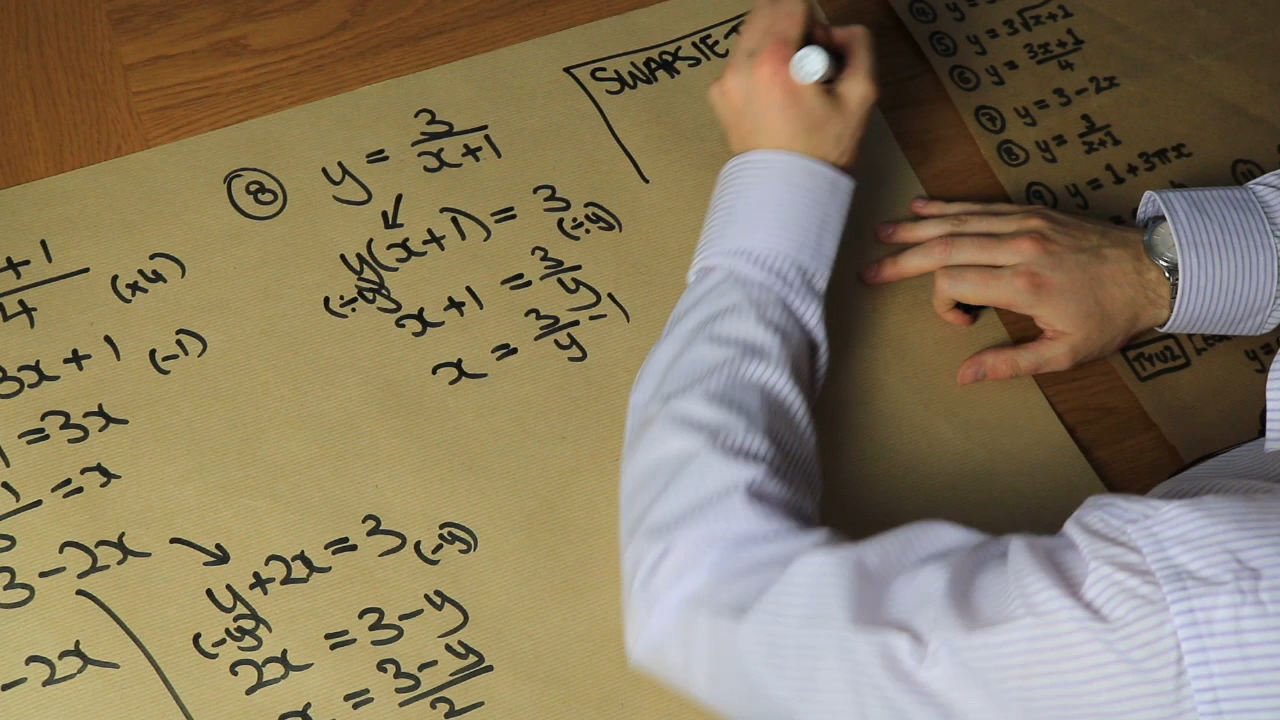 +1
4 (×4)
3x + 1 (-1)
= 3x
= x
3 - 2x
- 2x
y + 2x = 3 (-y)
(-y)
2x = 3 - y
= 3 - y
2
⑧ y = 3
x + 1
y(x+1) = 3
(÷y) (÷y)
x + 1 = 3
y
x = 3 - 1
y
SWAPSIE
④ y =
⑤ y = 3√x+1
⑥ y = 3x+1
4
⑦ y = 3 - 2x
⑧ y = 3
x+1
⑨ y = 1 + 3πx
y =